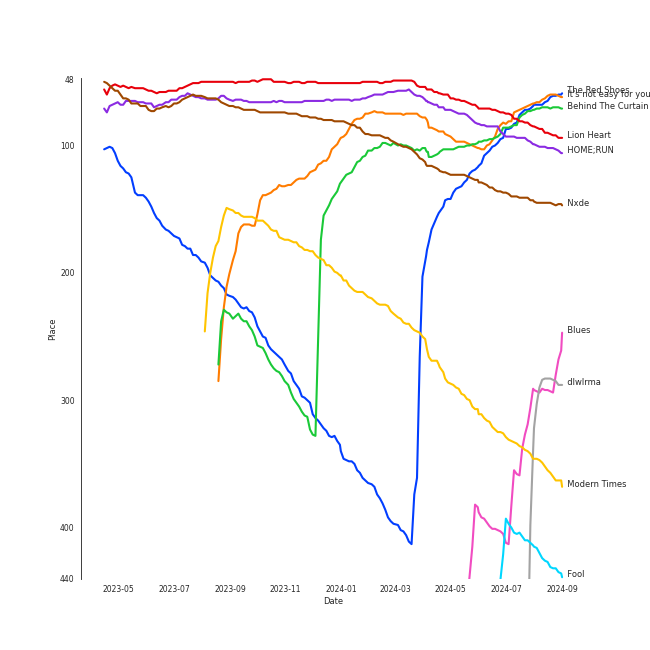 48
100
200
300
400
440
Place
2023-05
2023-07
2023-09
2023-11
2024-01
2024-03
2024-05
2024-07
2024-09
Date
The Red Shoes
It's not easy for you
Behind The Curtain
Lion Heart
HOME;RUN
Nxde
Blues
dlwlrma
Modern Times
Fool